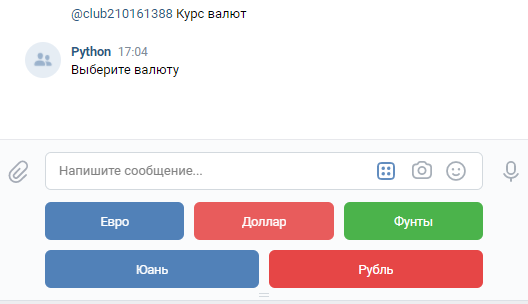 @club210161388 Курс валют
Python 17:04
Выберите валюту
Напишите сообщение...
Евро Доллар Фунты
Юань Рубль